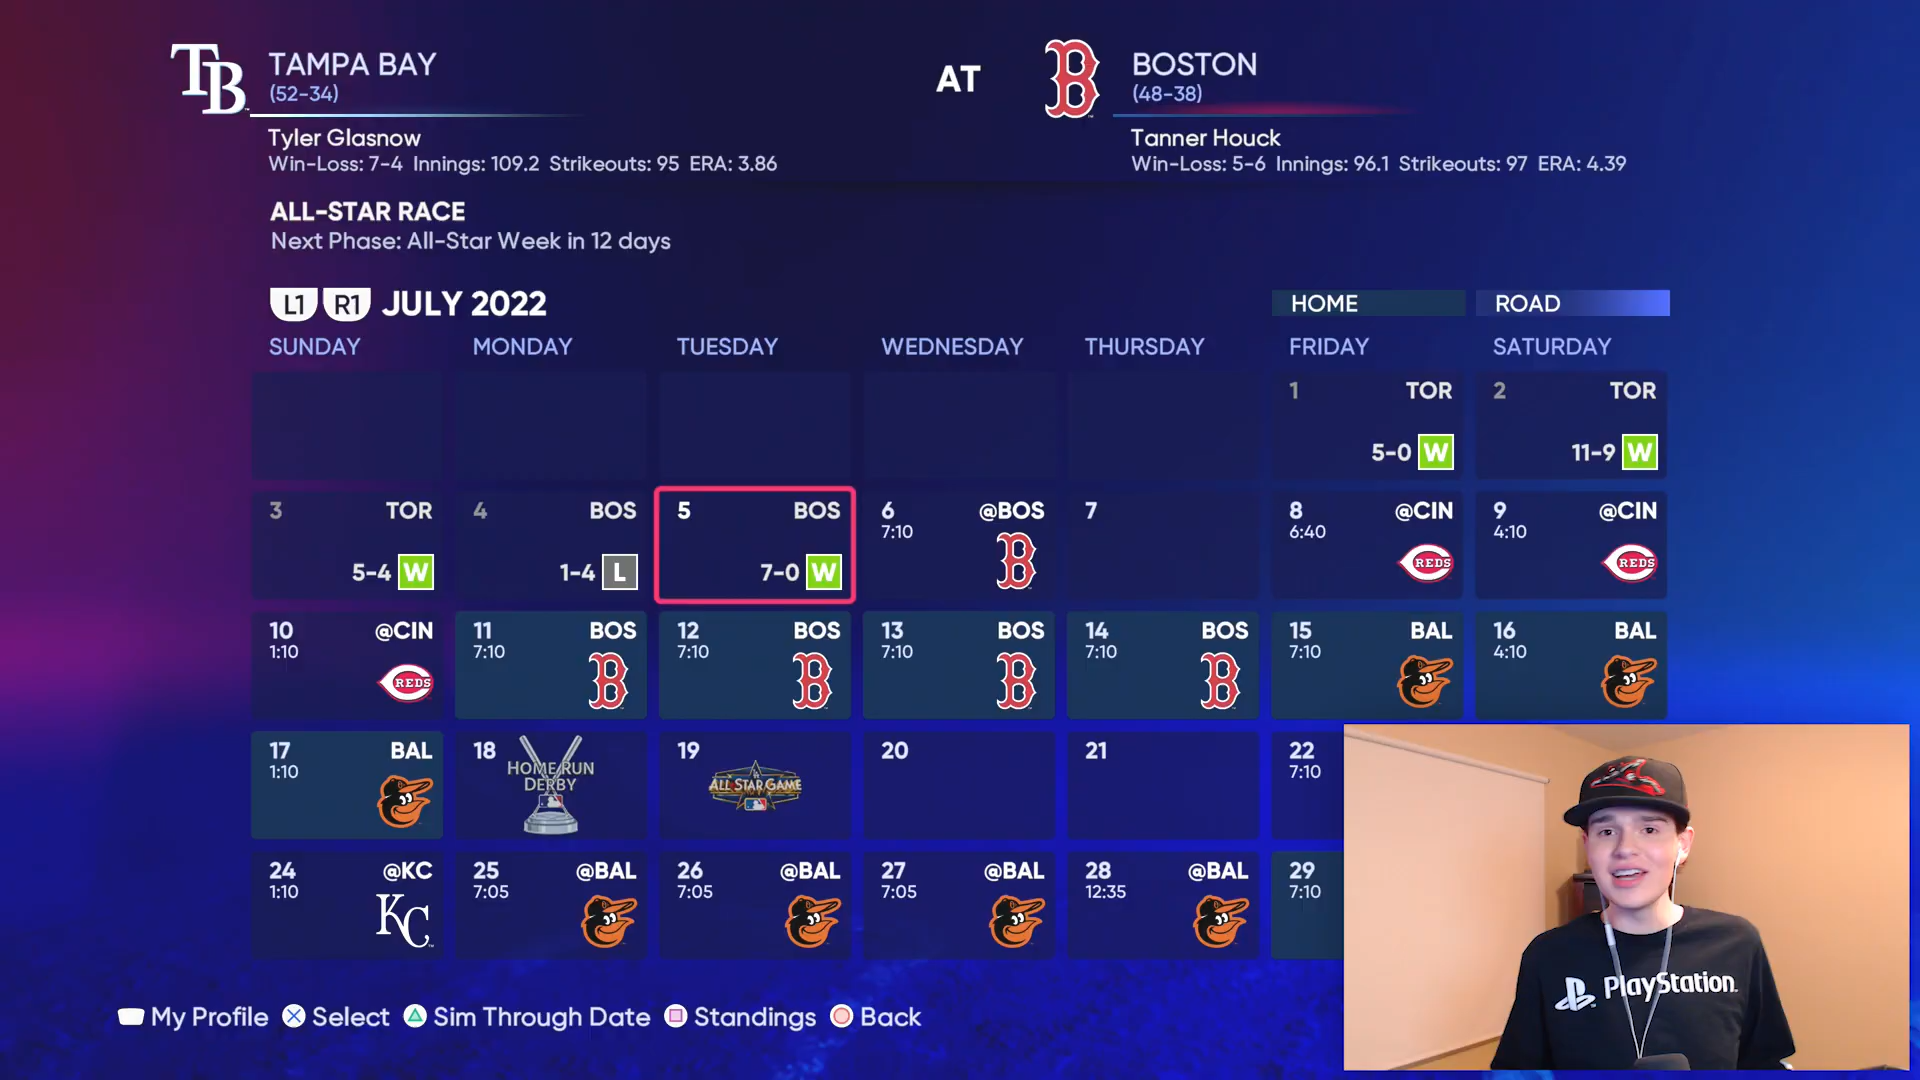 TB TAMPA BAY
(52-34)
Tyler Glasnow
Win-Loss: 7-4 Innings: 109.2 Strikeouts: 95 ERA: 3.86
AT
B BOSTON
(48-38)
Tanner Houck
Win-Loss: 5-6 Innings: 96.1 Strikeouts: 97 ERA: 4.39
ALL-STAR RACE
Next Phase: All-Star Week in 12 days
L1 R1 JULY 2022
HOME ROAD
SUNDAY MONDAY TUESDAY WEDNESDAY THURSDAY FRIDAY SATURDAY
1 TOR
5-0 W
2 TOR
11-9 W
3 TOR
5-4 W
4 BOS
1-4 L
5 BOS
7-0 W
6 @BOS
7:10
B
7
8 @CIN
6:40
REDS
9 @CIN
4:10
REDS
10 @CIN
1:10
REDS
11 BOS
7:10
B
12 BOS
7:10
B
13 BOS
7:10
B
14 BOS
7:10
B
15 BAL
7:10
16 BAL
4:10
17 BAL
1:10
18
HOME RUN
DERBY
19
ALL STAR GAME
20
21
22
7:10
24 @KC
1:10
KC
25 @BAL
7:05
26 @BAL
7:05
27 @BAL
7:05
28 @BAL
12:35
29
7:10
PlayStation
My Profile Select Sim Through Date Standings Back